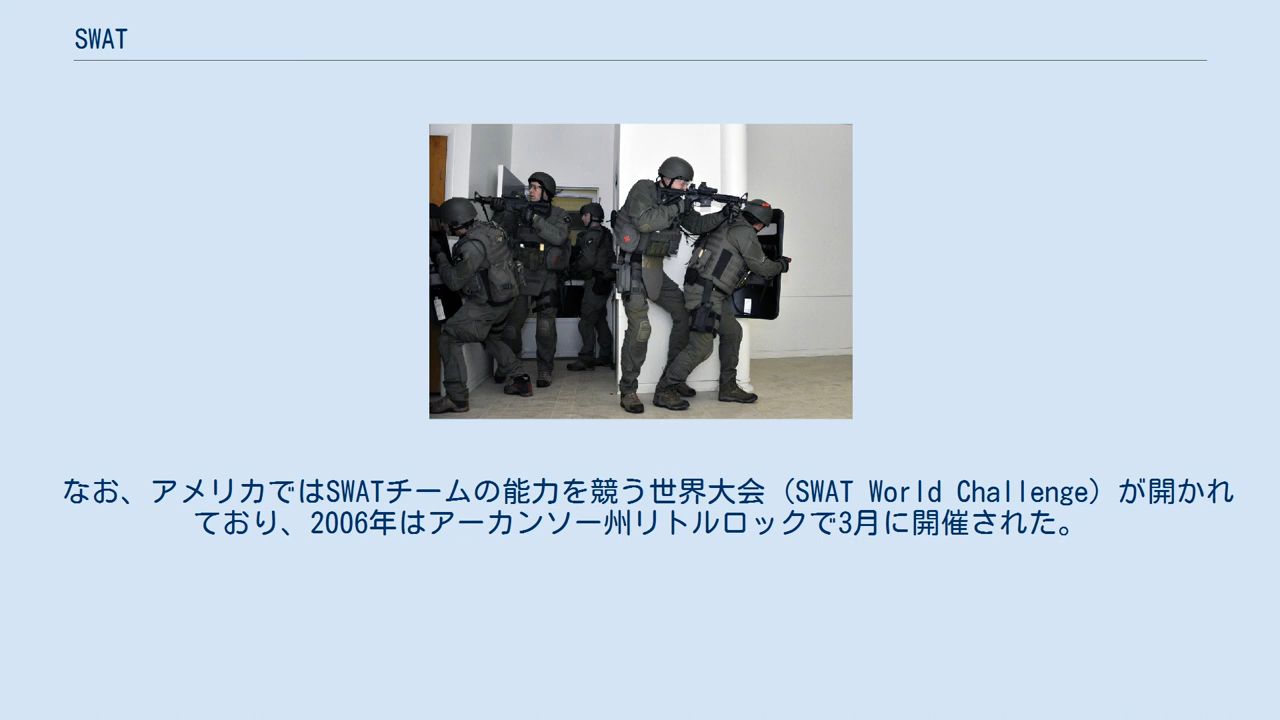 SWAT
なお、アメリカではSWATチームの能力を競う世界大会（SWAT World Challenge）が開かれ
ており、2006年はアーカンソー州リトルロックで3月に開催された。